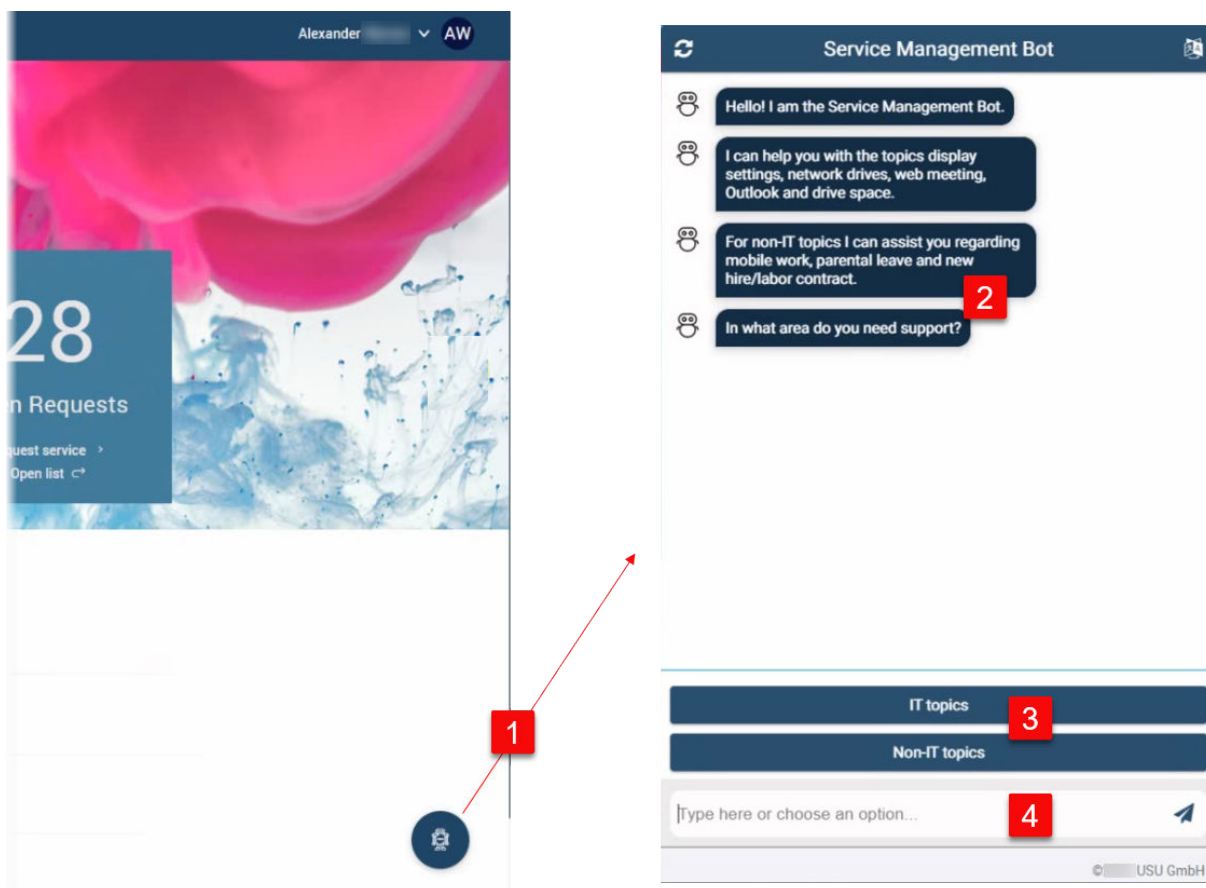 Alexander
AW
28
n Requests
quest service
Open list
1
Service Management Bot
Hello! I am the Service Management Bot.
I can help you with the topics display
settings, network drives, web meeting,
Outlook and drive space.
For non-IT topics I can assist you regarding
mobile work, parental leave and new
hire/labor contract.
2
In what area do you need support?
IT topics
3
Non-IT topics
Type here or choose an option...
4
© USU GmbH